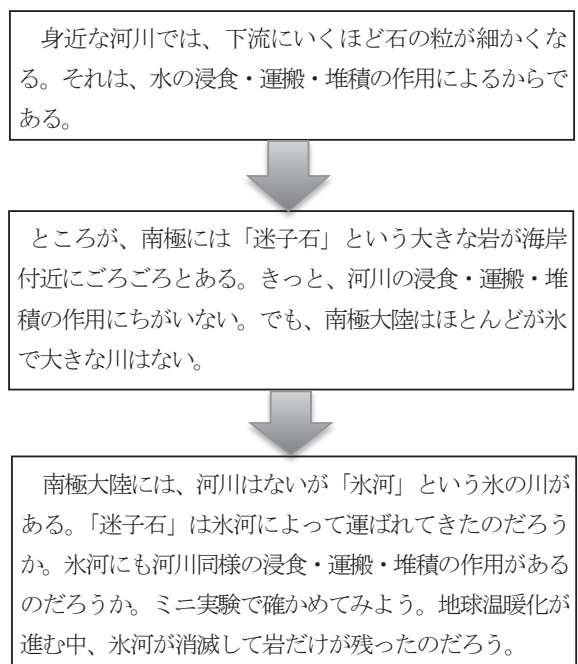 身近な河川では、下流にいくほど石の粒が細かくな
る。それは、水の浸食・運搬・堆積の作用によるからで
ある。
ところが、南極には「迷子石」という大きな岩が海岸
付近にごろごろとある。きっと、河川の浸食・運搬・堆
積の作用にちがいない。でも、南極大陸はほとんどが氷
で大きな川はない。
南極大陸には、河川はないが「氷河」という氷の川が
ある。「迷子石」は氷河によって運ばれてきたのだろう
か。氷河にも河川同様の浸食・運搬・堆積の作用がある
のだろうか。ミニ実験で確かめてみよう。地球温暖化が
進む中、氷河が消滅して岩だけが残ったのだろう。